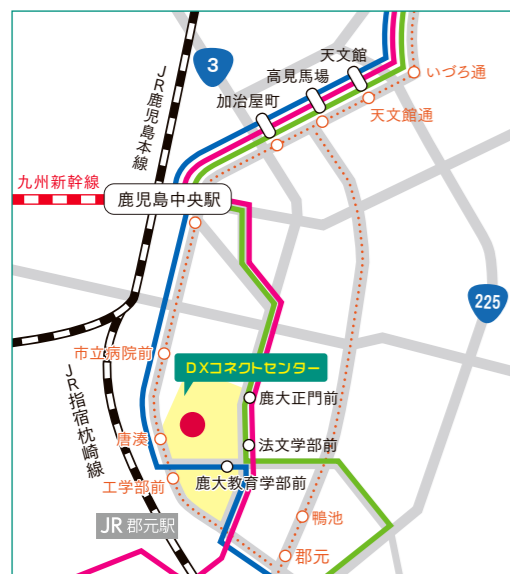 3
天文館
いづろ通
高見馬場
加治屋町
天文館通
JR鹿児島本線
九州新幹線
鹿児島中央駅
225
市立病院前
DXコネクトセンター
JR指宿枕崎線
鹿大正門前
唐湊
法文学部前
工学部前
鹿大教育学部前
JR 郡元駅
鴨池
郡元